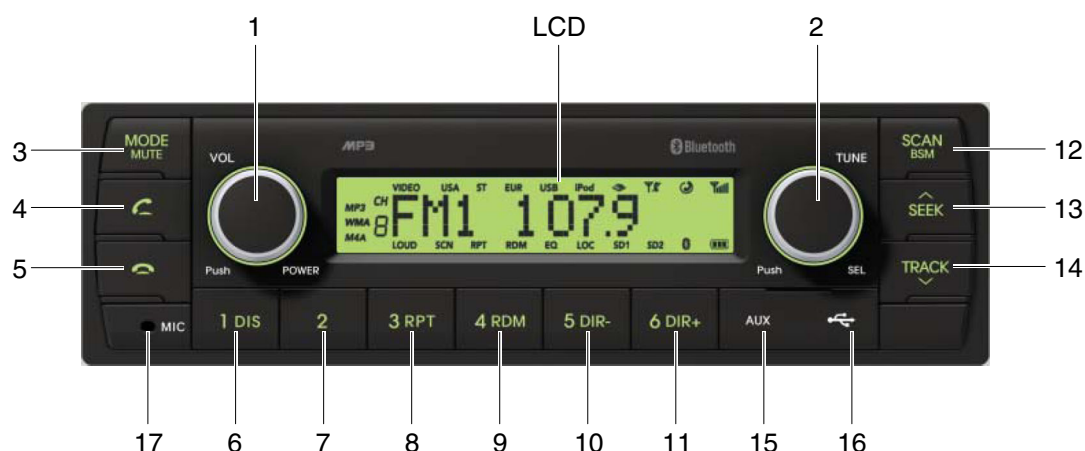 1 LCD 2
3 MODE MUTE
VOL
MP3
Bluetooth
TUNE
SCAN BSM 12
4
VIDEO USA ST EUR USB iPod
MP3 CH
WMA 8 FM1 107.9
M4A
LOUD SCN RPT RDM EQ LOC SD1 SD2
SEEK 13
5
Push POWER
Push SEL
TRACK 14
MIC
1 DIS
2
3 RPT
4 RDM
5 DIR-
6 DIR+
AUX
17 6 7 8 9 10 11 15 16